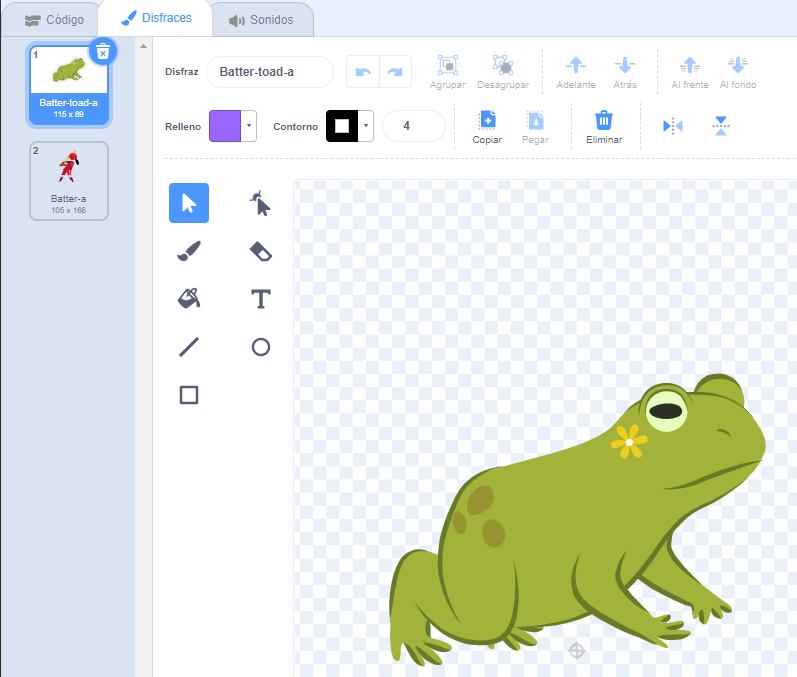 Código
Disfraces
Sonidos
1
Batter-toad-a
115 x 89
2
Batter-a
105 x 166
Disfraz
Batter-toad-a
Agrupar
Desagrupar
Adelante
Atrás
Al frente
Al fondo
Relleno
Contorno
4
Copiar
Pegar
Eliminar
T